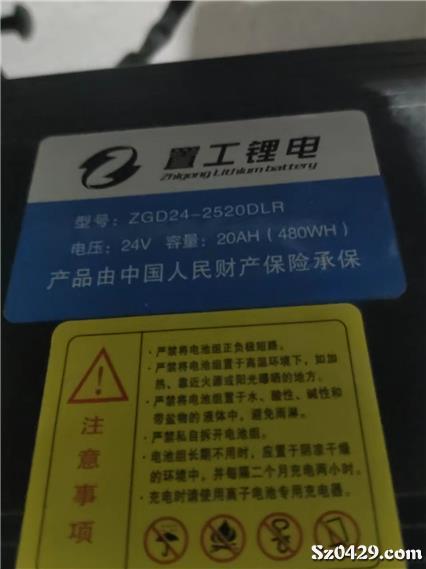 置工锂电
Zhigong Lithium battery
型号：ZGD24-2520DLR
电压：24V 容量：20AH（480WH）
产品由中国人民财产保险承保
注意事项
·严禁将电池组正负极短路。
·严禁将电池组置于高温环境下，如加
热、靠近火源或阳光曝晒的地方。
·严禁将电池组置于水、酸性、碱性和
带盐物的液体中，避免雨淋。
·严禁私自拆开电池组。
·电池组长期不用时，应置于阴凉干燥
的环境中，并每隔二个月充电两小时。
·充电时请使用离子电池专用充电器。
Sz0429.com